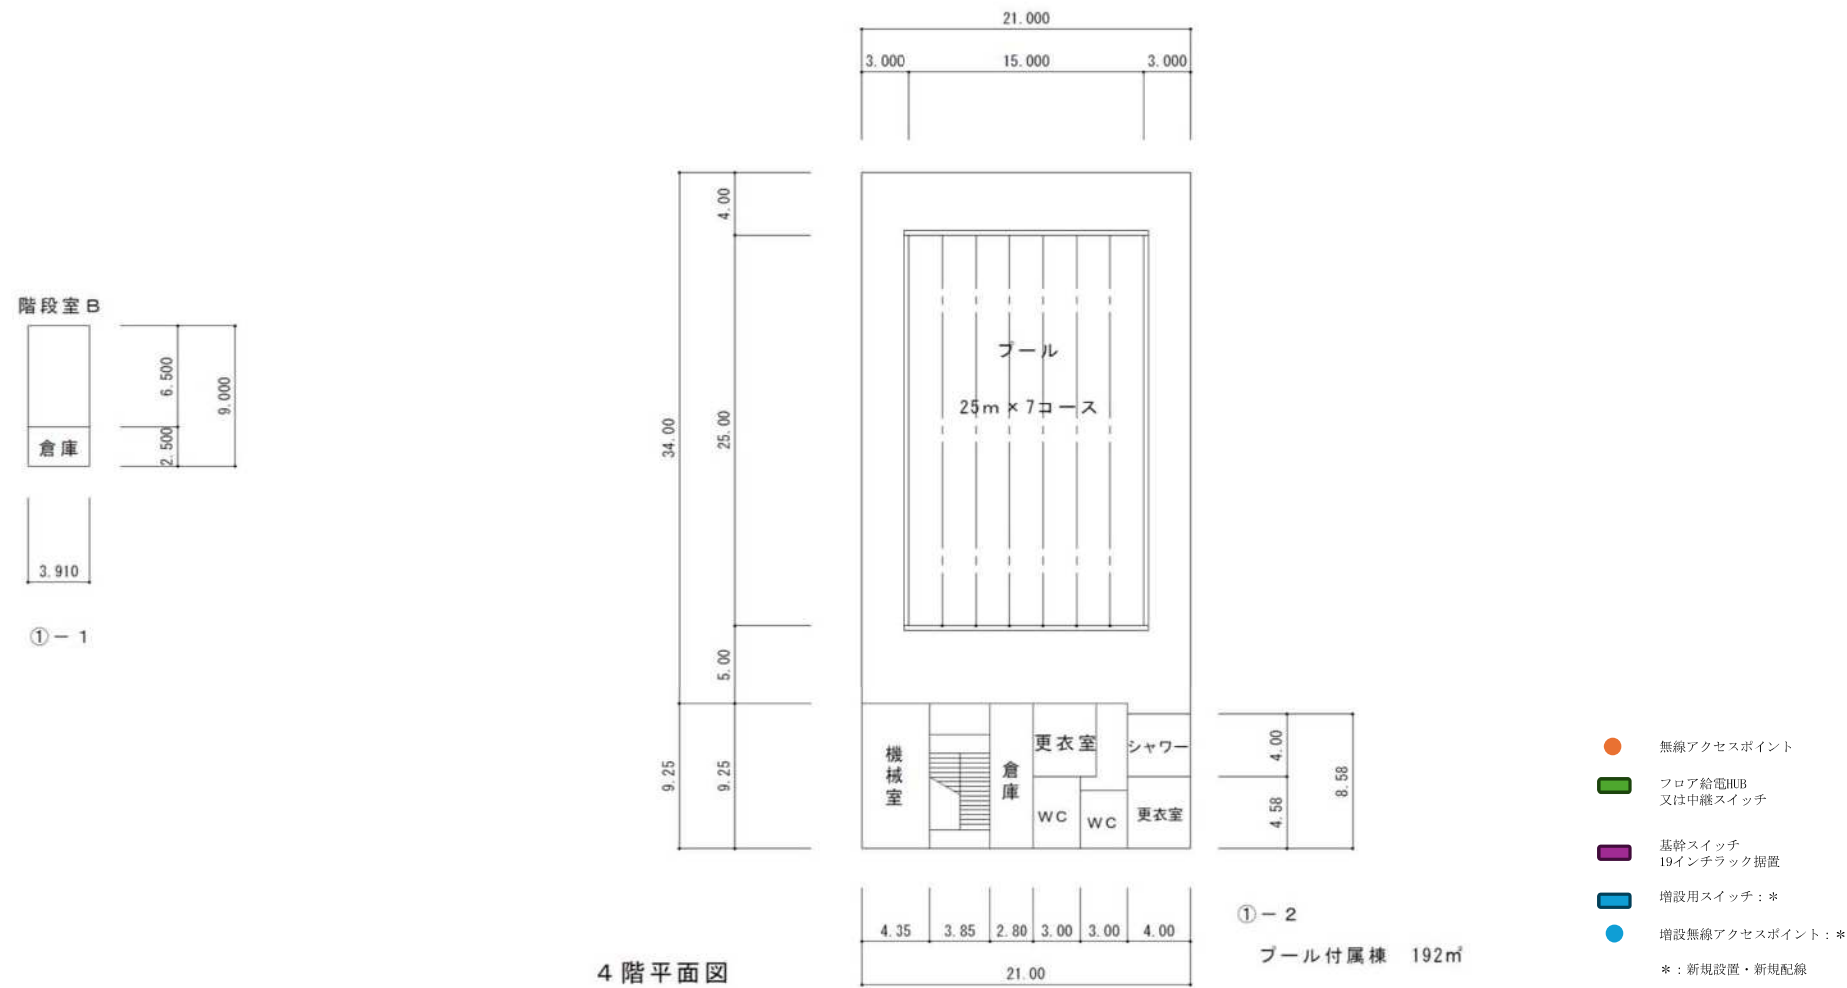 21.000
3.000
15.000
3.000
4.00
25.00
34.00
5.00
9.25
9.25
階段室B
倉庫
6.500
2.500
9.000
3.910
①－1
プール
25m×7コース
機械室
倉庫
更衣室
シャワー
WC
WC
更衣室
4.00
4.58
8.58
4.35
3.85
2.80
3.00
3.00
4.00
21.00
①－2
プール付属棟 192㎡
4階平面図
無線アクセスポイント
フロア給電HUB
又は中継スイッチ
基幹スイッチ
19インチラック据置
増設用スイッチ：＊
増設無線アクセスポイント：＊
＊：新規設置・新規配線